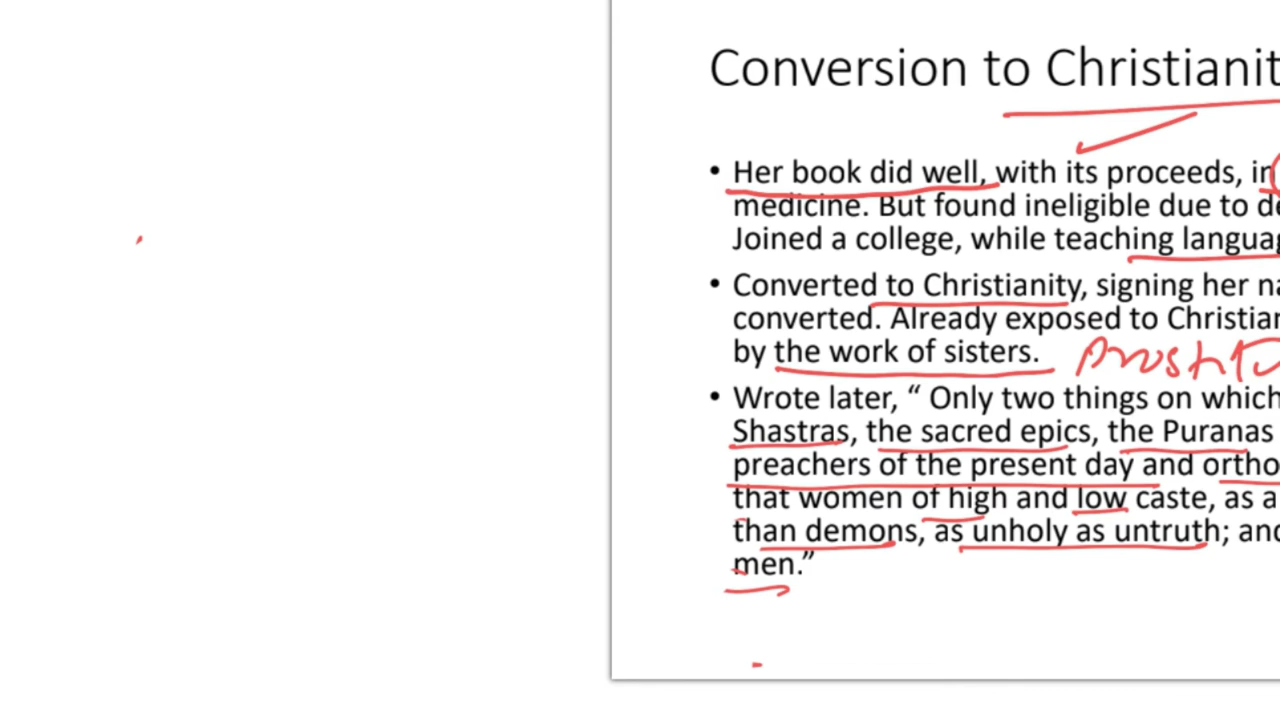 Conversion to Christianit
• Her book did well, with its proceeds, in
medicine. But found ineligible due to de
Joined a college, while teaching languag
• Converted to Christianity, signing her na
converted. Already exposed to Christian
by the work of sisters.
• Wrote later, “ Only two things on which
Shastras, the sacred epics, the Puranas
preachers of the present day and ortho
that women of high and low caste, as a
than demons, as unholy as untruth; and
men.”